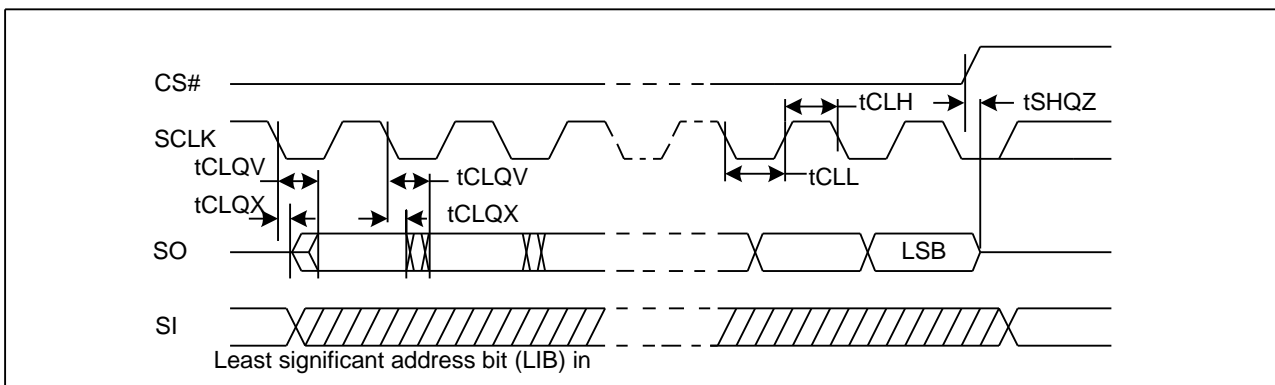 CS#
tCLH
tSHQZ
SCLK
tCLQV
tCLQV
tCLL
tCLQX
tCLQX
SO
LSB
SI
Least significant address bit (LIB) in